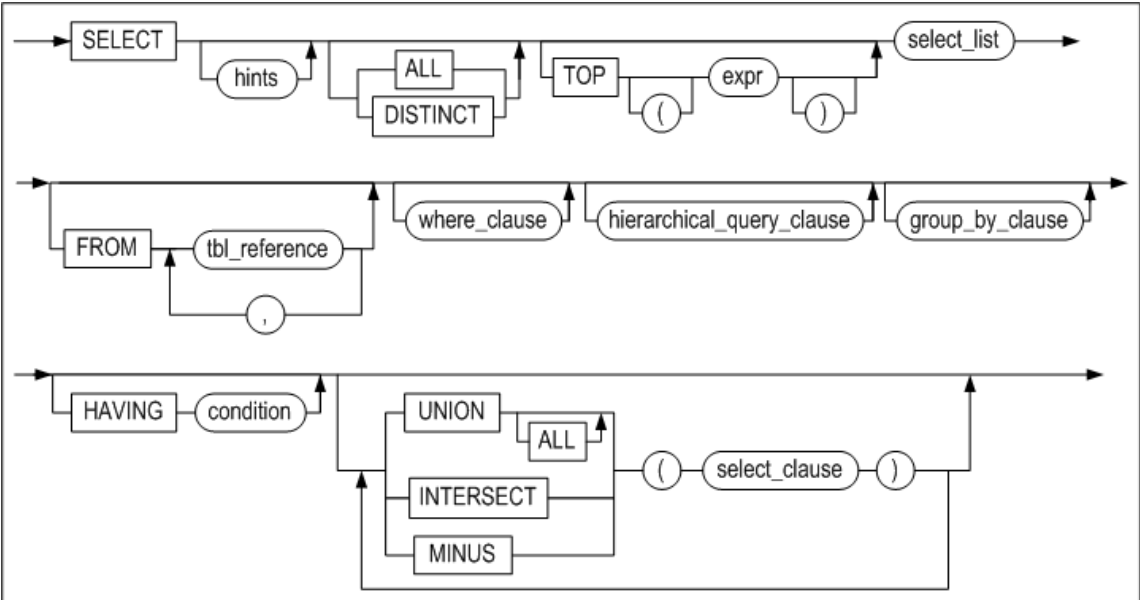 SELECT hints ALL DISTINCT TOP ( expr ) select_list
FROM tbl_reference , where_clause hierarchical_query_clause group_by_clause
HAVING condition UNION ALL INTERSECT MINUS ( select_clause )